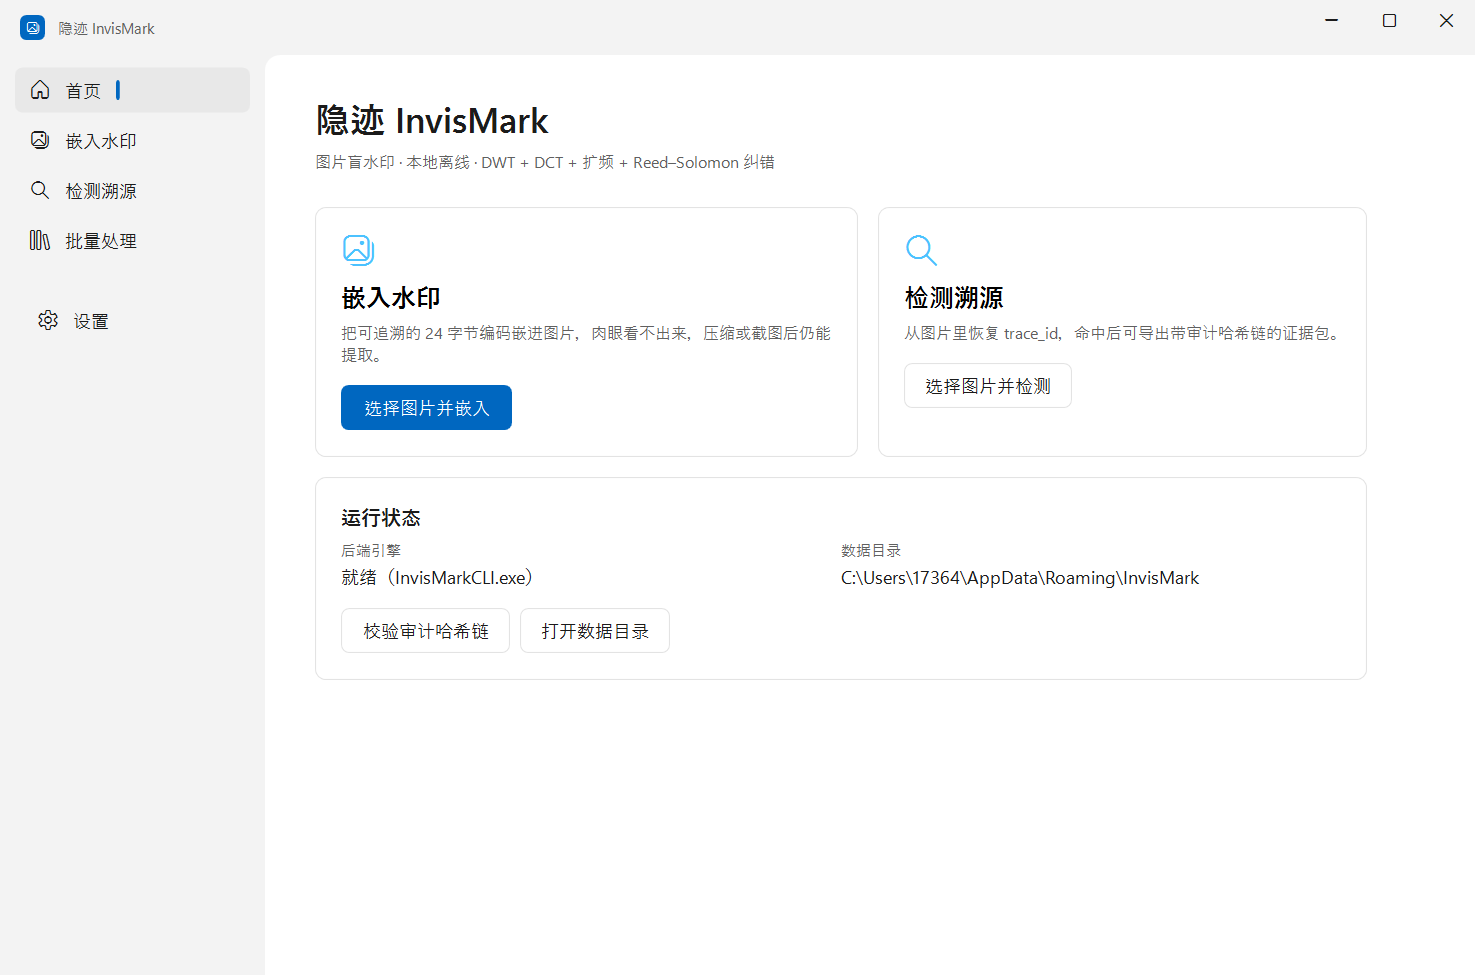 隐迹 InvisMark
首页
嵌入水印
检测溯源
批量处理
设置
隐迹 InvisMark
图片盲水印 · 本地离线 · DWT + DCT + 扩频 + Reed–Solomon 纠错
嵌入水印
把可追溯的 24 字节编码嵌进图片，肉眼看不出来，压缩或截图后仍能
提取。
选择图片并嵌入
检测溯源
从图片里恢复 trace_id，命中后可导出带审计哈希链的证据包。
选择图片并检测
运行状态
后端引擎
就绪（InvisMarkCLI.exe）
数据目录
C:\Users\17364\AppData\Roaming\InvisMark
校验审计哈希链
打开数据目录